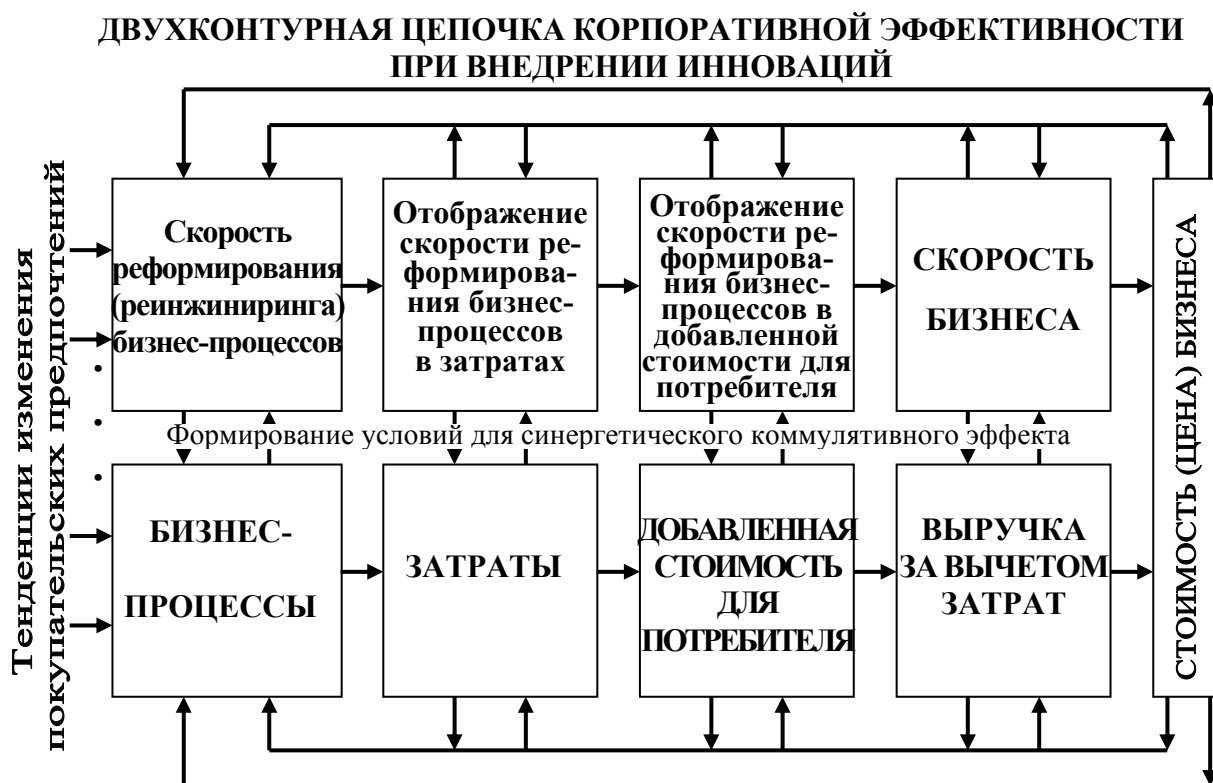 ДВУХКОНТУРНАЯ ЦЕПОЧКА КОРПОРАТИВНОЙ ЭФФЕКТИВНОСТИ
ПРИ ВНЕДРЕНИИ ИННОВАЦИЙ
Тенденции изменения
покупательских предпочтений
Скорость
реформирования
(реинжиниринга)
бизнес-процессов
Отображение
скорости ре-
формирова-
ния бизнес-
процессов
в затратах
Отображение
скорости ре-
формирова-
ния бизнес-
процессов в
добавленной
стоимости для
потребителя
СКОРОСТЬ
БИЗНЕСА
Формирование условий для синергетического коммулятивного эффекта
БИЗНЕС-
ПРОЦЕССЫ
ЗАТРАТЫ
ДОБАВЛЕННАЯ
СТОИМОСТЬ
ДЛЯ
ПОТРЕБИТЕЛЯ
ВЫРУЧКА
ЗА ВЫЧЕТОМ
ЗАТРАТ
СТОИМОСТЬ (ЦЕНА) БИЗНЕСА